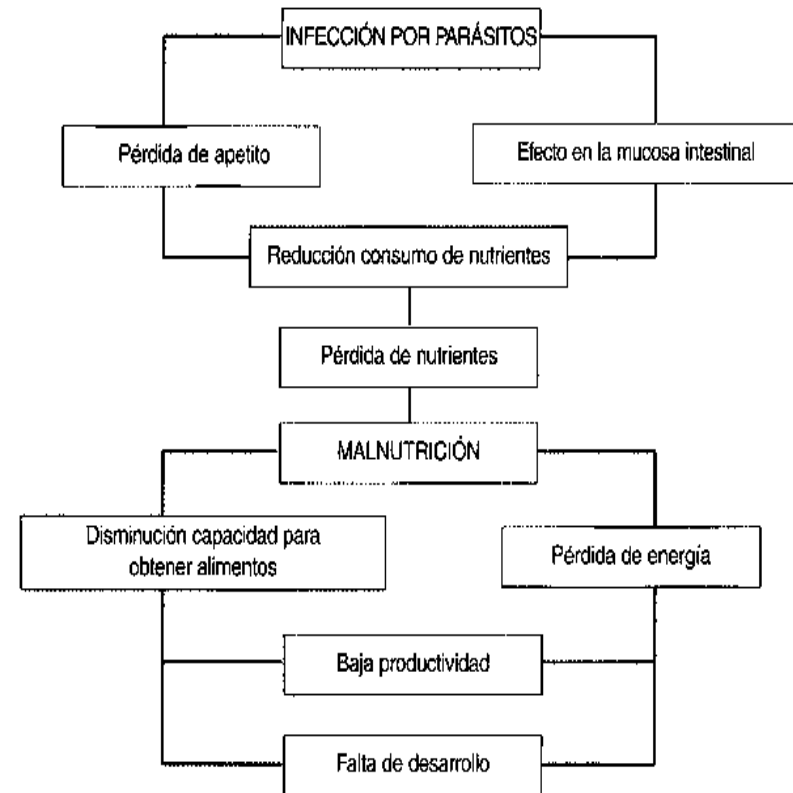 INFECCIÓN POR PARÁSITOS
Pérdida de apetito
Efecto en la mucosa intestinal
Reducción consumo de nutrientes
Pérdida de nutrientes
MALNUTRICIÓN
Disminución capacidad para
obtener alimentos
Pérdida de energía
Baja productividad
Falta de desarrollo